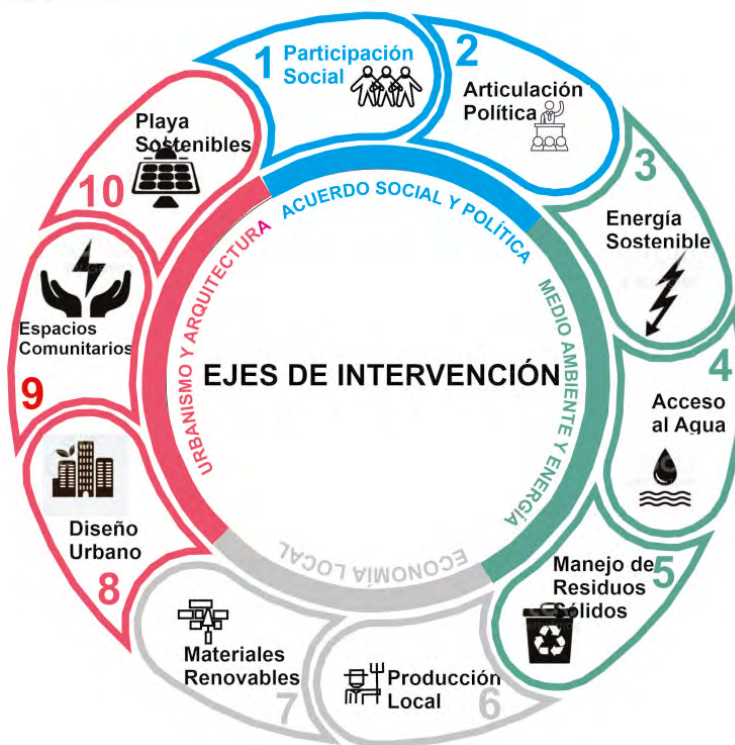 1 Participación
Social
2
Articulación
Política
3
Energía
Sostenible
4
Acceso
al Agua
5
Manejo de
Residuos
Sólidos
6
Producción
Local
7
Materiales
Renovables
8
Diseño
Urbano
9
Espacios
Comunitarios
10
Playa
Sostenibles
ACUERDO SOCIAL Y POLÍTICA
MEDIO AMBIENTE Y ENERGÍA
ECONOMÍA LOCAL
URBANISMO Y ARQUITECTURA
EJES DE INTERVENCIÓN